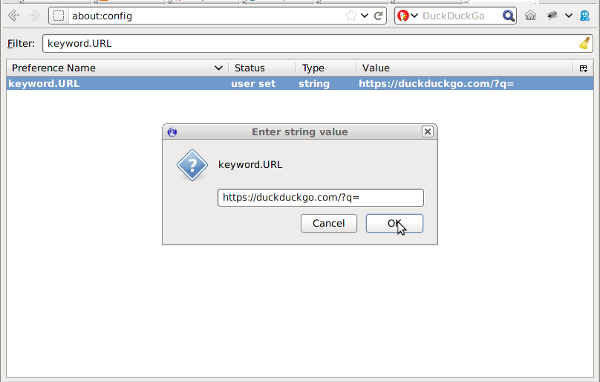 about:config
DuckDuckGo
Filter: keyword.URL
Preference Name Status Type Value
keyword.URL user set string https://duckduckgo.com/?q=
Enter string value
keyword.URL
https://duckduckgo.com/?q=
Cancel OK